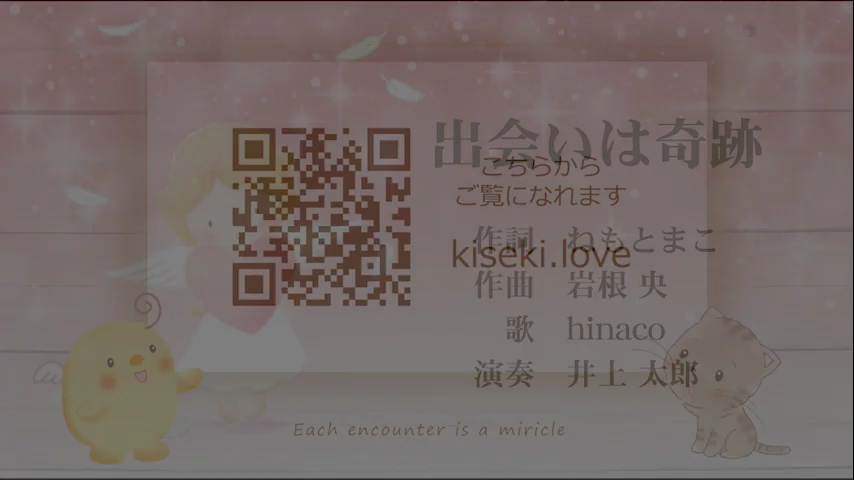 出会いは奇跡
こちらから
ご覧になれます
kiseki.love
作詞 ねもとまこ
作曲 岩根 央
歌 hinaco
演奏 井上 太郎
Each encounter is a miricle